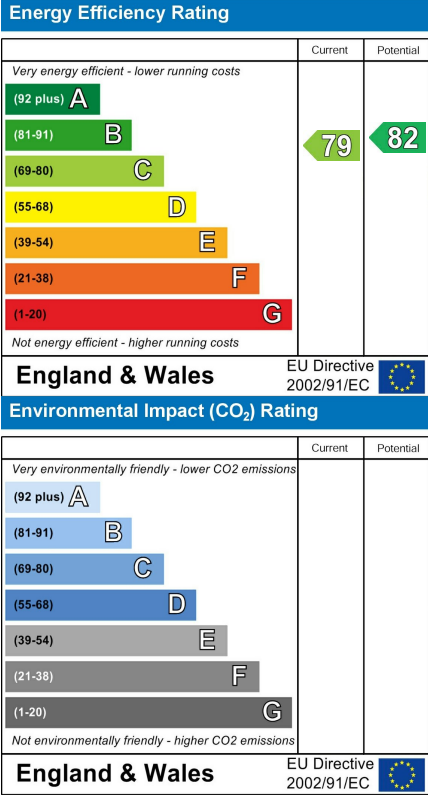 Energy Efficiency Rating
Current Potential
Very energy efficient - lower running costs
(92 plus) A
(81-91) B
79 82
(69-80) C
(55-68) D
(39-54) E
(21-38) F
(1-20) G
Not energy efficient - higher running costs
England & Wales
EU Directive
2002/91/EC
Environmental Impact (CO₂) Rating
Current Potential
Very environmentally friendly - lower CO2 emissions
(92 plus) A
(81-91) B
(69-80) C
(55-68) D
(39-54) E
(21-38) F
(1-20) G
Not environmentally friendly - higher CO2 emissions
England & Wales
EU Directive
2002/91/EC